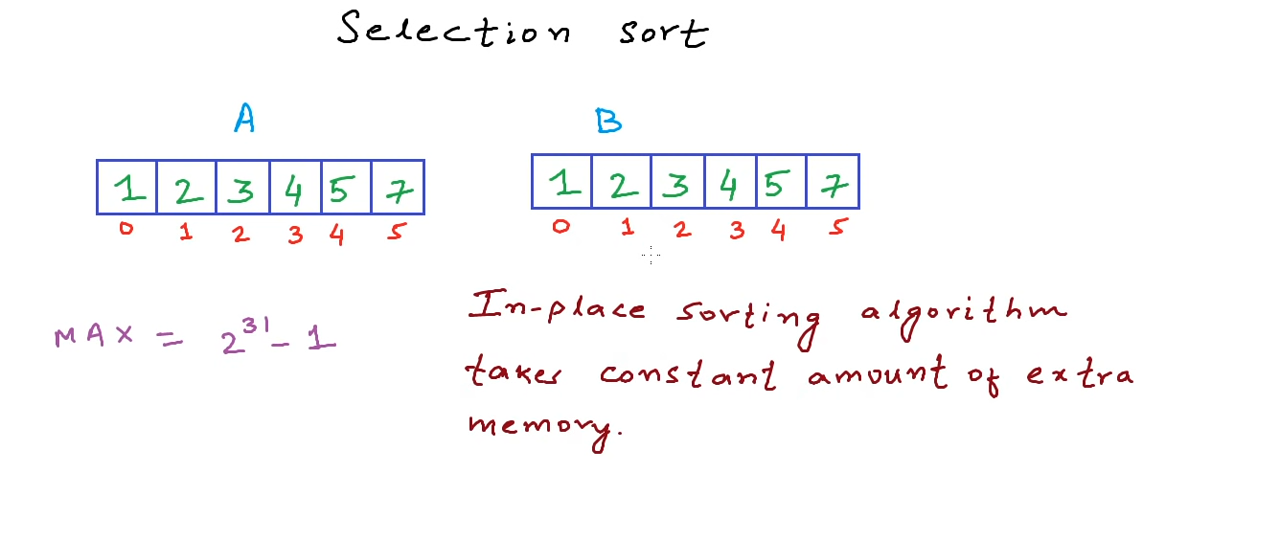 Selection sort
A B
1 2 3 4 5 7 1 2 3 4 5 7
0 1 2 3 4 5 0 1 2 3 4 5
MAX = 2³¹ - 1
In-place sorting algorithm
takes constant amount of extra
memory.